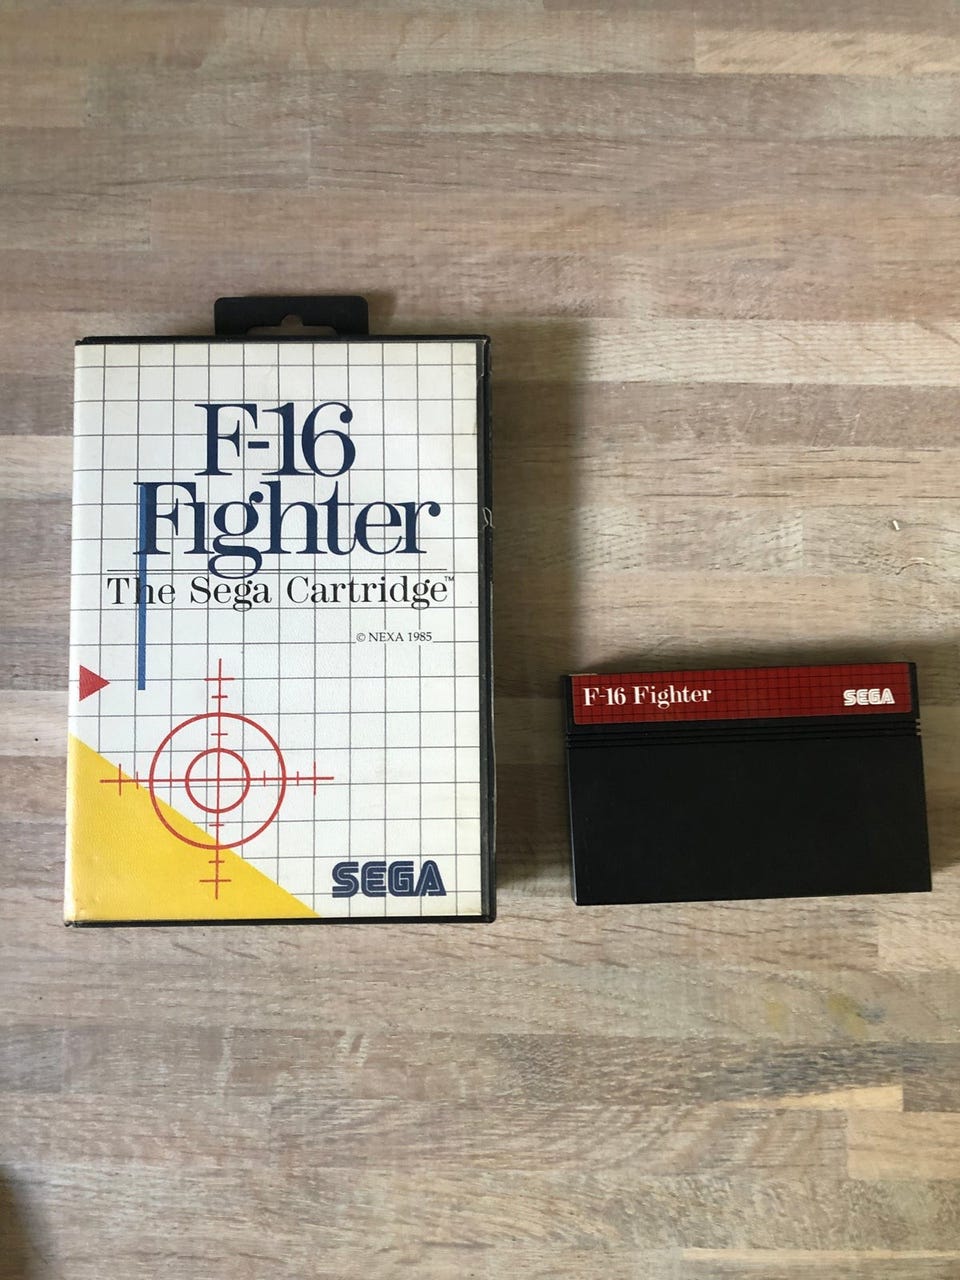 F-16
Fighter
The Sega Cartridge™
© NEXA 1985
SEGA
F-16 Fighter
SEGA